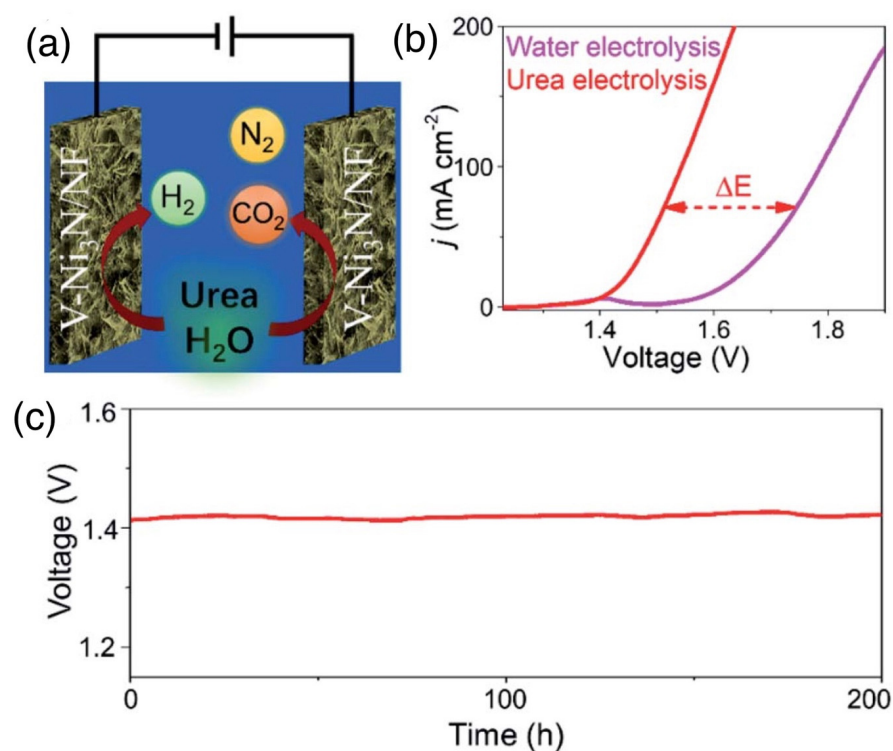 (a)
V-Ni₃N/NF
H₂
N₂
CO₂
Urea
H₂O
V-Ni₃N/NF
(b)
200
100
0
j (mA cm⁻²)
Water electrolysis
Urea electrolysis
ΔE
1.4 1.6 1.8
Voltage (V)
(c)
1.6
1.4
1.2
Voltage (V)
0 100 200
Time (h)